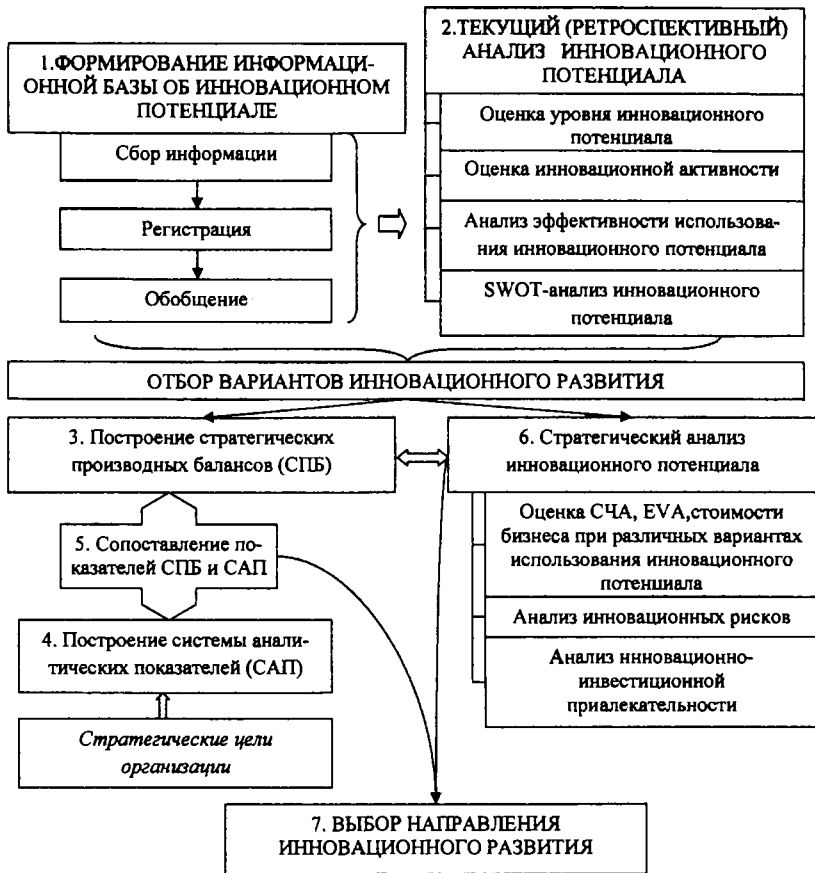 1.ФОРМИРОВАНИЕ ИНФОРМАЦИ-
ОННОЙ БАЗЫ ОБ ИННОВАЦИОННОМ
ПОТЕНЦИАЛЕ
Сбор информации
Регистрация
Обобщение
2.ТЕКУЩИЙ (РЕТРОСПЕКТИВНЫЙ)
АНАЛИЗ ИННОВАЦИОННОГО
ПОТЕНЦИАЛА
Оценка уровня инновационного
потенциала
Оценка инновационной активности
Анализ эффективности использова-
ния инновационного потенциала
SWOT-анализ инновационного
потенциала
ОТБОР ВАРИАНТОВ ИННОВАЦИОННОГО РАЗВИТИЯ
3. Построение стратегических
производных балансов (СПБ)
5. Сопоставление по-
казателей СПБ и САП
4. Построение системы анали-
тических показателей (САП)
Стратегические цели
организации
6. Стратегический анализ
инновационного потенциала
Оценка СЧА, EVA,стоимости
бизнеса при различных вариантах
использования инновационного
потенциала
Анализ инновационных рисков
Анализ инновационно-
инвестиционной
приалекательности
7. ВЫБОР НАПРАВЛЕНИЯ
ИННОВАЦИОННОГО РАЗВИТИЯ